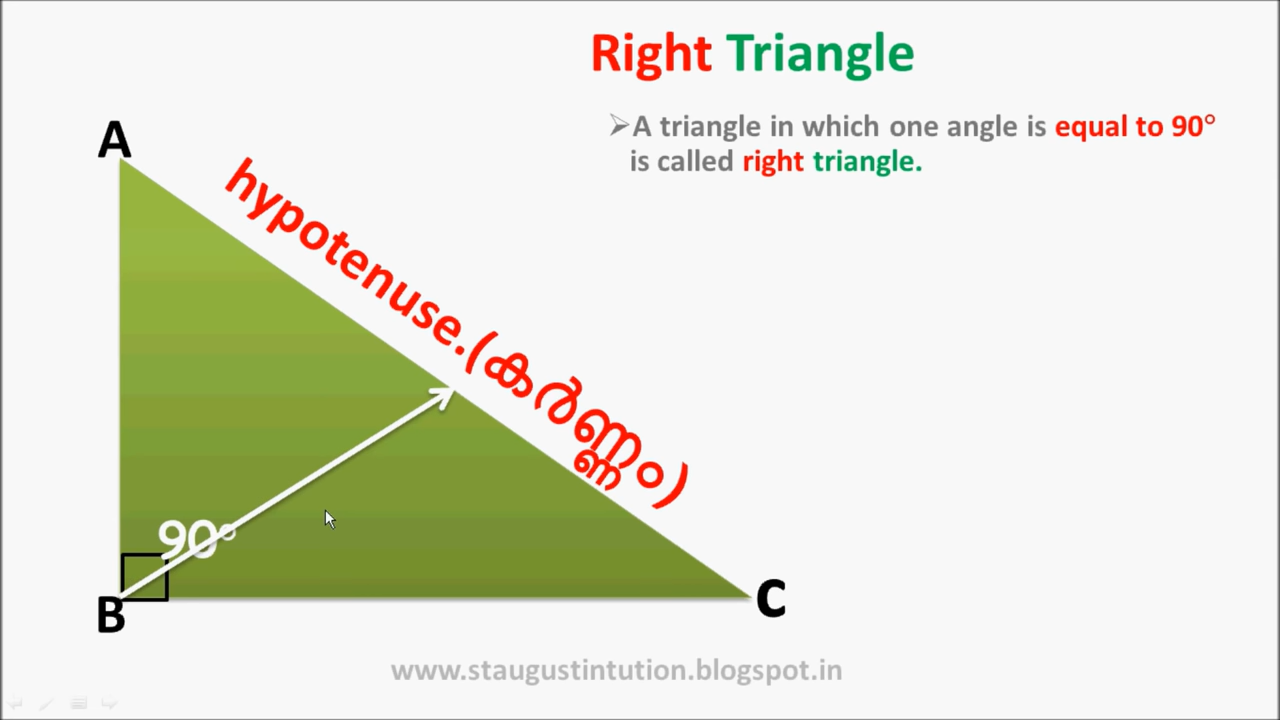 Right Triangle
➢A triangle in which one angle is equal to 90°
is called right triangle.
A
hypotenuse.(കർണ്ണം)
90°
B
C
www.staugustintution.blogspot.in